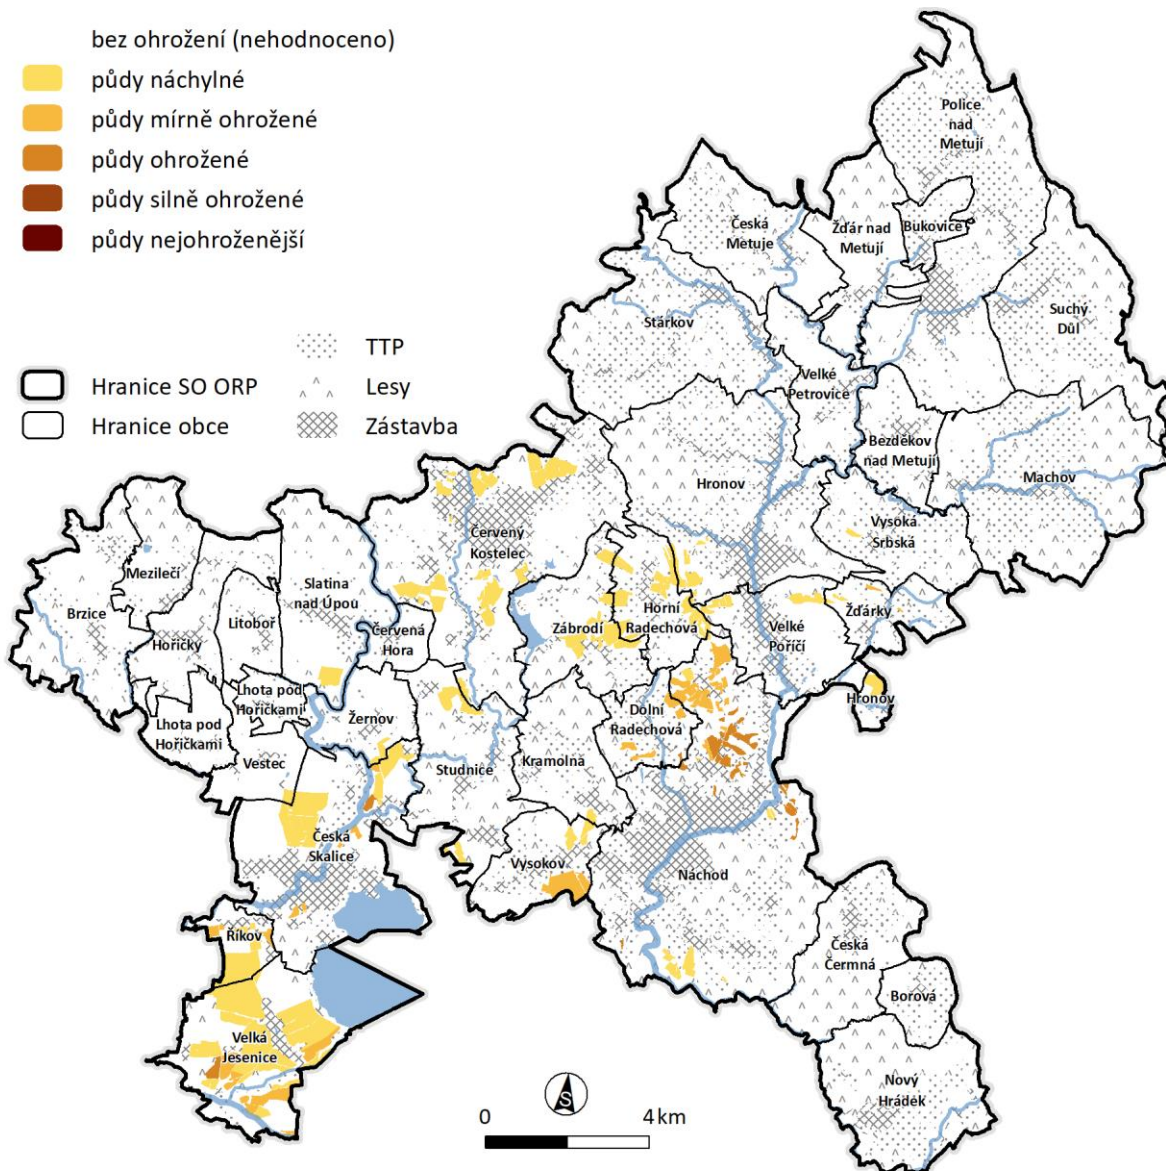 bez ohrožení (nehodnoceno)
půdy náchylné
půdy mírně ohrožené
půdy ohrožené
půdy silně ohrožené
půdy nejohroženější
TTP
Hranice SO ORP
Lesy
Hranice obce
Zástavba
Police
nad
Metují
Česká
Metuje
Žďár nad
Metují
Bukovice
Stárkov
Suchý
Důl
Velké
Petrovice
Bezděkov
nad Metují
Machov
Hronov
Vysoká
Srbská
Červený
Kostelec
Mezilečí
Slatina
nad Úpou
Brzice
Litoboř
Hořičky
Červená
Hora
Zábrodí
Horní
Radechová
Velké
Poříčí
Žďárky
Hronov
Lhota pod
Hořičkami
Lhota pod
Hořičkami
Žernov
Dolní
Radechová
Vestec
Studnice
Kramolna
Česká
Skalice
Vysokov
Náchod
Říkov
Česká
Čermná
Borová
Velká
Jesenice
Nový
Hrádek
S
0
4 km